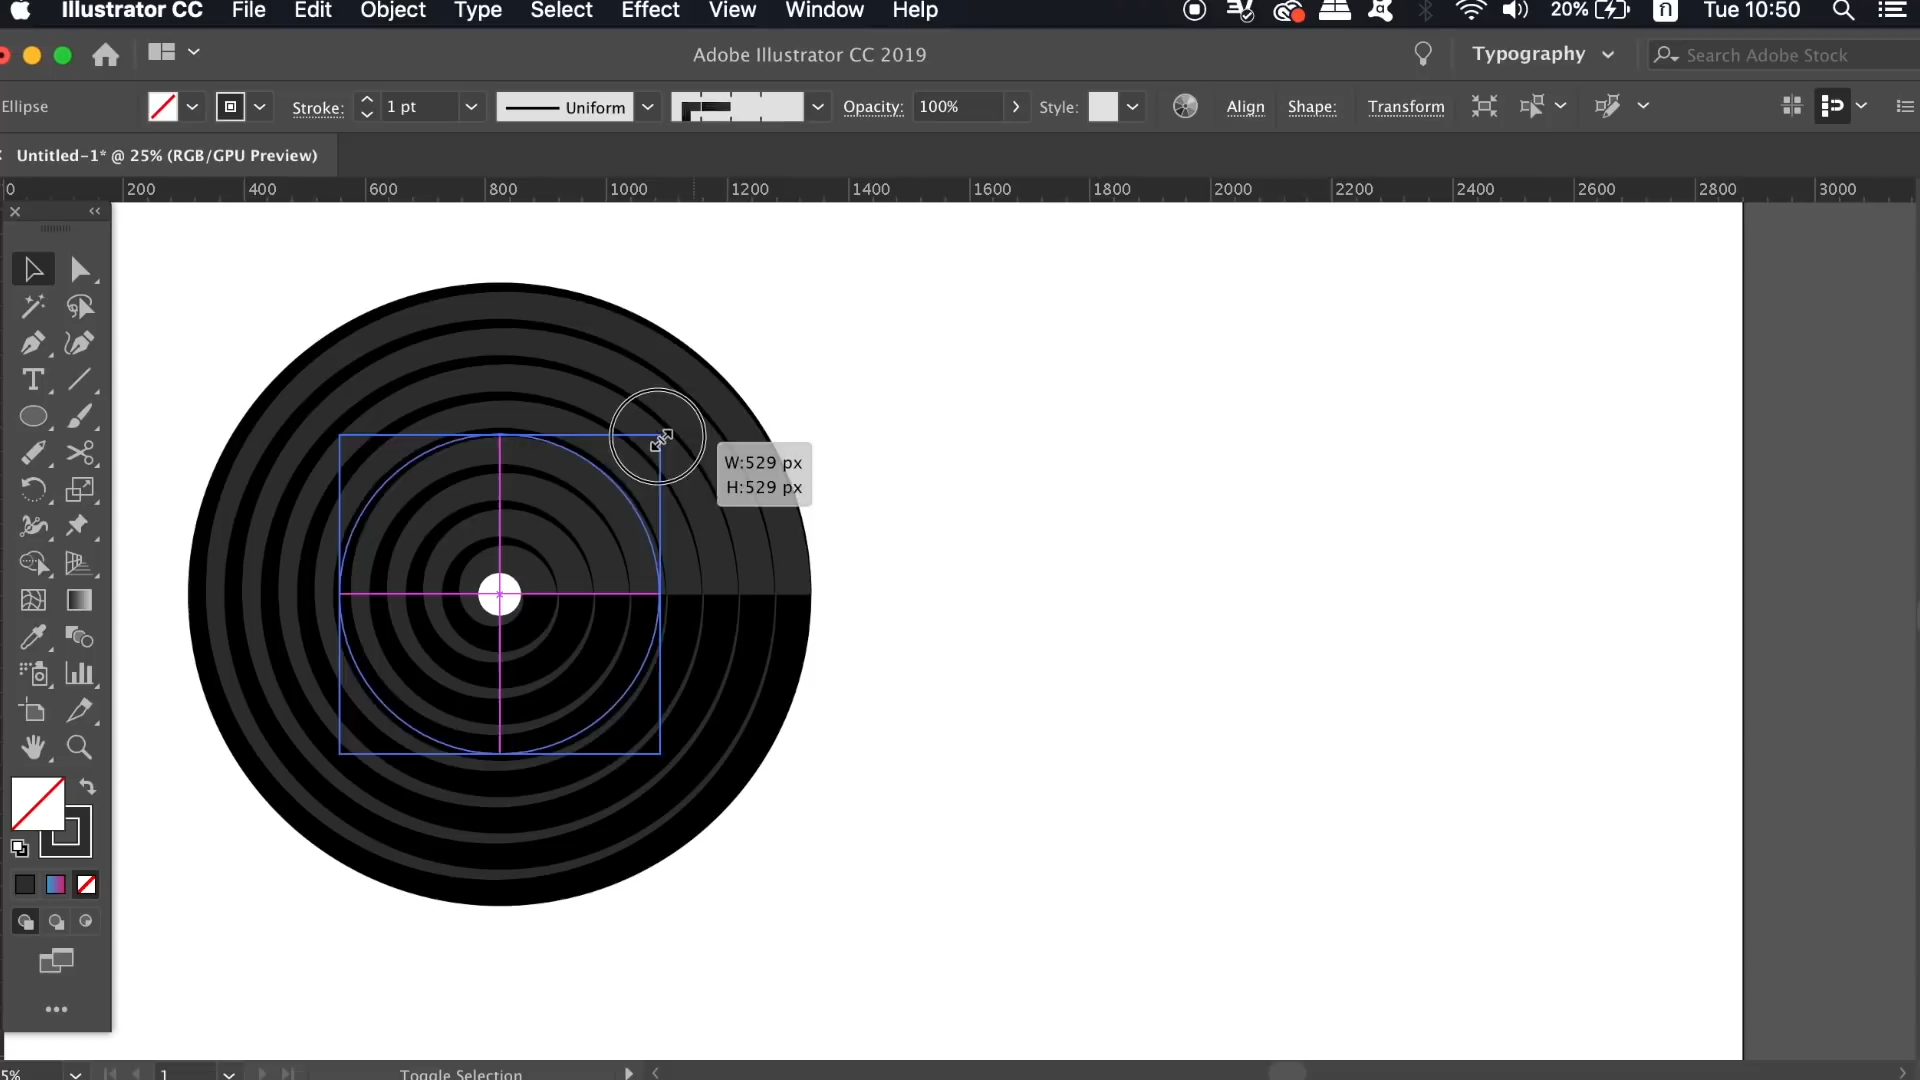 Illustrator CC File Edit Object Type Select Effect View Window Help 20% Tue 10:50
Adobe Illustrator CC 2019 Typography Search Adobe Stock
Ellipse Stroke: 1 pt Uniform Opacity: 100% Style: Align Shape: Transform
Untitled-1* @ 25% (RGB/GPU Preview)
0 200 400 600 800 1000 1200 1400 1600 1800 2000 2200 2400 2600 2800 3000
W:529 px
H:529 px
5% 1 Toggle Selection